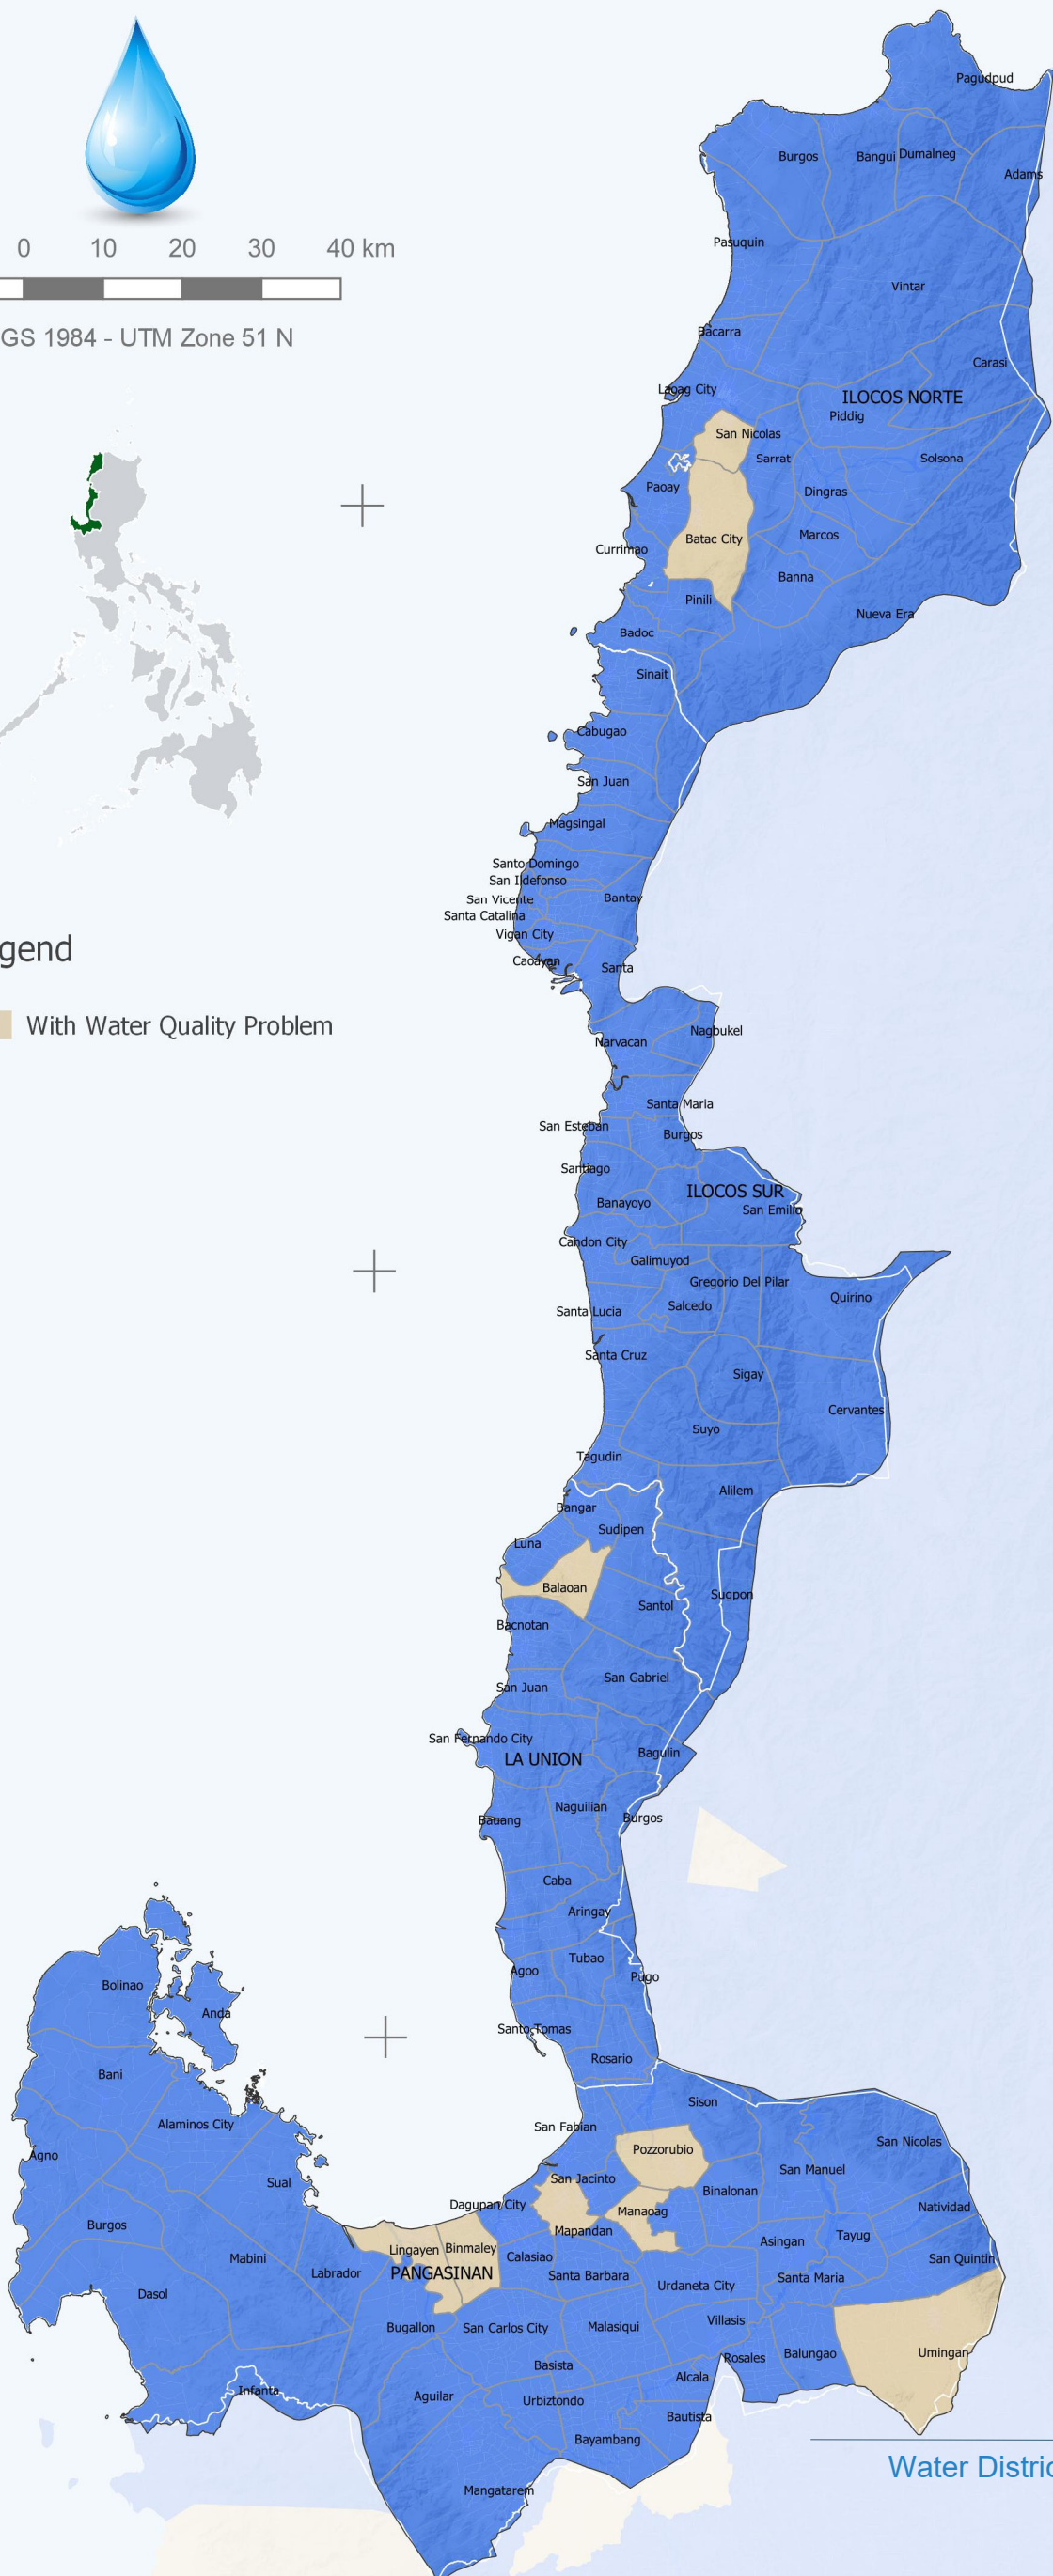 Pagudpud
Burgos
Bangui
Dumalneg
Adams
0 10 20 30 40 km
Pasuquin
Vintar
GS 1984 - UTM Zone 51 N
Bacarra
Carasi
Laoag City
ILOCOS NORTE
Piddig
San Nicolas
Sarrat
Solsona
Paoay
Dingras
Marcos
Batac City
Currimao
Banna
Pinili
Nueva Era
Badoc
Sinait
Cabugao
San Juan
Magsingal
Santo Domingo
San Ildefonso
San Vicente
Bantay
Santa Catalina
Vigan City
gend
Caoayan
Santa
With Water Quality Problem
Nagbukel
Narvacan
Santa Maria
San Esteban
Burgos
Santiago
ILOCOS SUR
Banayoyo
San Emilio
Candon City
Galimuyod
Gregorio Del Pilar
Quirino
Salcedo
Santa Lucia
Santa Cruz
Sigay
Cervantes
Suyo
Tagudin
Alilem
Bangar
Sudipen
Luna
Balaoan
Sugpon
Santol
Bacnotan
San Gabriel
San Juan
San Fernando City
Bagulin
LA UNION
Naguilian
Burgos
Bauang
Caba
Aringay
Tubao
Agoo
Pugo
Bolinao
Anda
Santo Tomas
Rosario
Bani
Sison
Alaminos City
San Fabian
San Nicolas
Pozzorubio
Agno
San Manuel
San Jacinto
Sual
Binalonan
Dagupan City
Natividad
Manaoag
Burgos
Mapandan
Tayug
Asingan
Lingayen
Binmaley
Calasiao
Mabini
San Quintin
Labrador
PANGASINAN
Santa Barbara
Santa Maria
Urdaneta City
Dasol
Villasis
Bugallon
San Carlos City
Malasiqui
Umingan
Balungao
Rosales
Basista
Alcala
Infanta
Aguilar
Urbiztondo
Bautista
Bayambang
Water Distric
Mangatarem